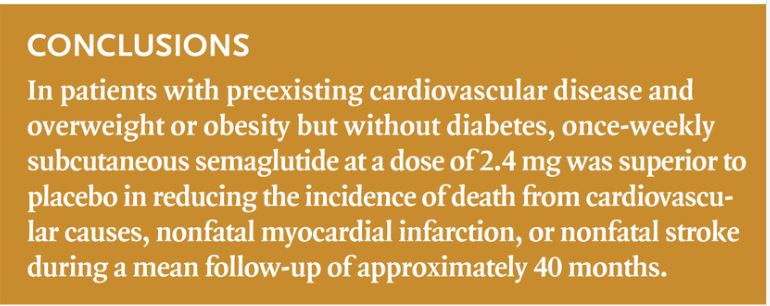 CONCLUSIONS
In patients with preexisting cardiovascular disease and
overweight or obesity but without diabetes, once-weekly
subcutaneous semaglutide at a dose of 2.4 mg was superior to
placebo in reducing the incidence of death from cardiovascu-
lar causes, nonfatal myocardial infarction, or nonfatal stroke
during a mean follow-up of approximately 40 months.